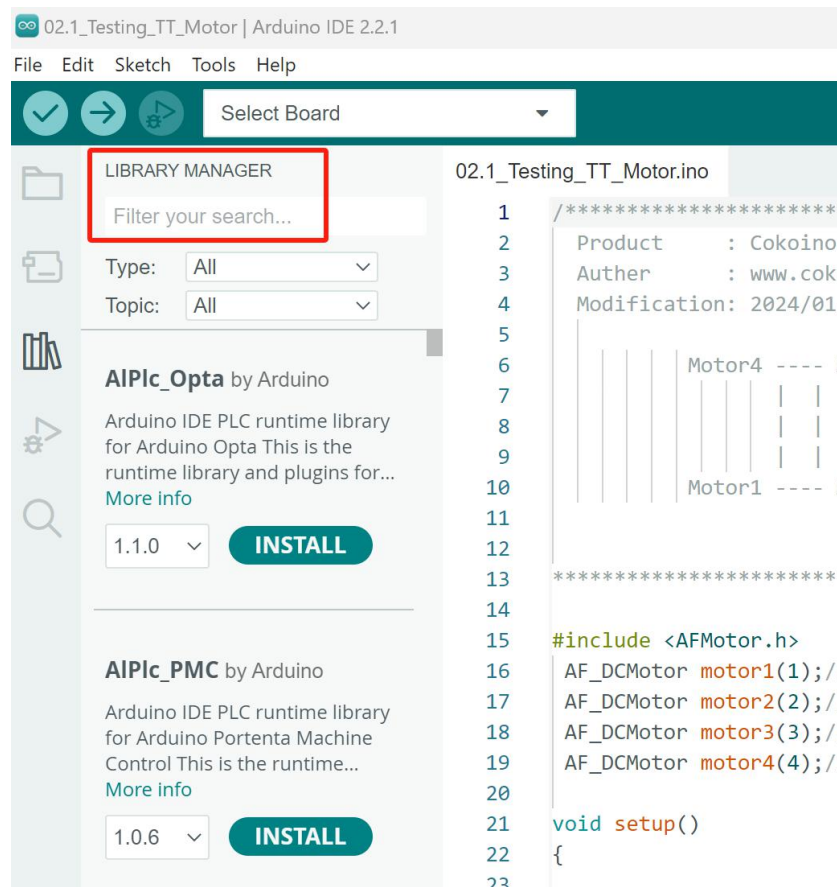 02.1_Testing_TT_Motor | Arduino IDE 2.2.1
File Edit Sketch Tools Help
Select Board
LIBRARY MANAGER
Filter your search...
Type: All
Topic: All
AlPlc_Opta by Arduino
Arduino IDE PLC runtime library
for Arduino Opta This is the
runtime library and plugins for...
More info
1.1.0 INSTALL
AlPlc_PMC by Arduino
Arduino IDE PLC runtime library
for Arduino Portenta Machine
Control This is the runtime...
More info
1.0.6 INSTALL
02.1_Testing_TT_Motor.ino
1 /***********************
2 Product : Cokoino
3 Auther : www.cok
4 Modification: 2024/01
5
6 Motor4 ----
7 | |
8 | |
9 | |
10 Motor1 ----
11
12
13 ***********************
14
15 #include <AFMotor.h>
16 AF_DCMotor motor1(1);/
17 AF_DCMotor motor2(2);/
18 AF_DCMotor motor3(3);/
19 AF_DCMotor motor4(4);/
20
21 void setup()
22 {
23